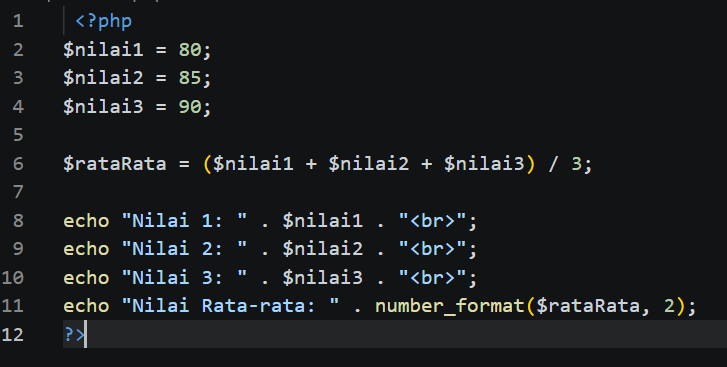 1 <?php
2 $nilai1 = 80;
3 $nilai2 = 85;
4 $nilai3 = 90;
5
6 $rataRata = ($nilai1 + $nilai2 + $nilai3) / 3;
7
8 echo "Nilai 1: " . $nilai1 . "<br>";
9 echo "Nilai 2: " . $nilai2 . "<br>";
10 echo "Nilai 3: " . $nilai3 . "<br>";
11 echo "Nilai Rata-rata: " . number_format($rataRata, 2);
12 ?>